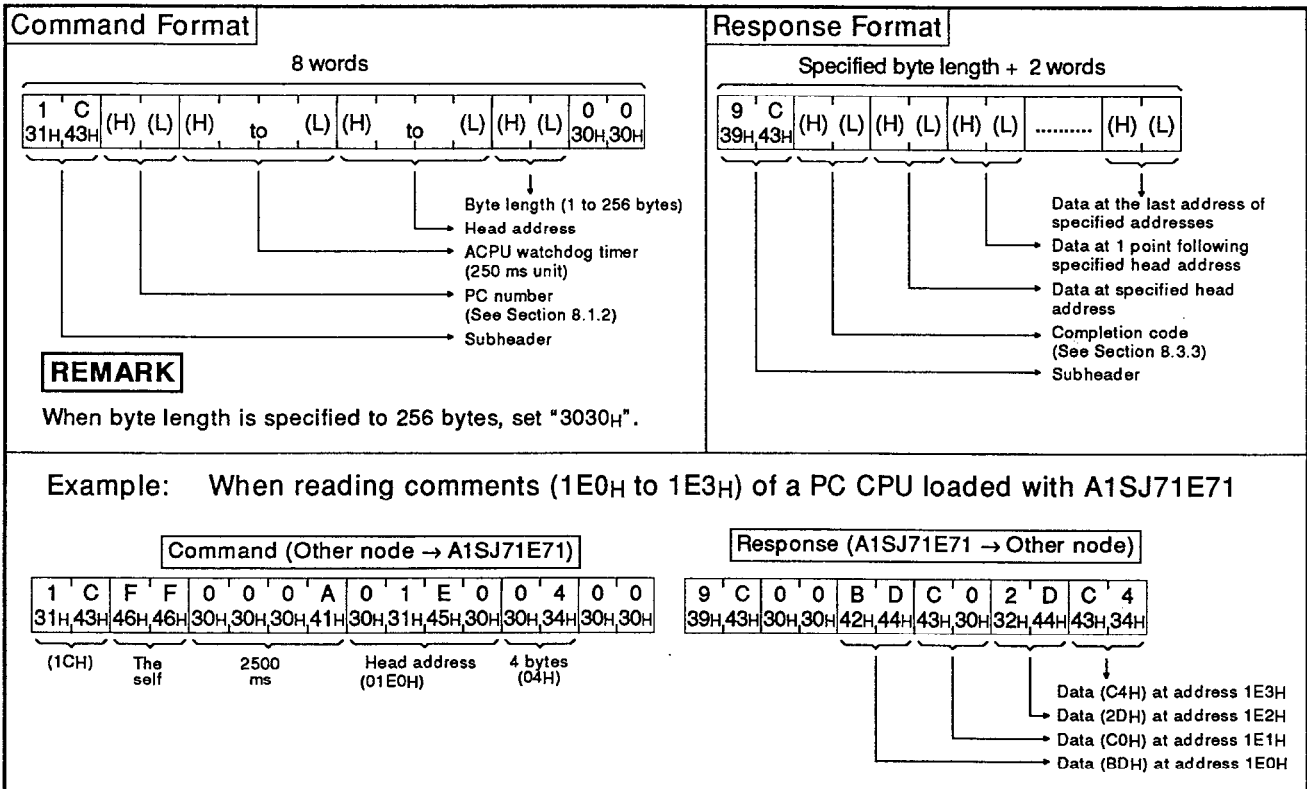 Command Format
8 words
1 C (H) (L) (H) to (L) (H) to (L) (H) (L) 0 0
31H,43H 30H,30H
Byte length (1 to 256 bytes)
Head address
ACPU watchdog timer
(250 ms unit)
PC number
(See Section 8.1.2)
Subheader
REMARK
When byte length is specified to 256 bytes, set "3030H".
Response Format
Specified byte length + 2 words
9 C (H) (L) (H) (L) (H) (L) .......... (H) (L)
39H,43H
Data at the last address of
specified addresses
Data at 1 point following
specified head address
Data at specified head
address
Completion code
(See Section 8.3.3)
Subheader
Example: When reading comments (1E0H to 1E3H) of a PC CPU loaded with A1SJ71E71
Command (Other node → A1SJ71E71)
1 C F F 0 0 0 A 0 1 E 0 0 4 0 0
31H,43H 46H,46H 30H,30H,30H,41H 30H,31H,45H,30H 30H,34H 30H,30H
(1CH) The self 2500 ms Head address (01E0H) 4 bytes (04H)
Response (A1SJ71E71 → Other node)
9 C 0 0 B D C 0 2 D C 4
39H,43H 30H,30H 42H,44H 43H,30H 32H,44H 43H,34H
Data (C4H) at address 1E3H
Data (2DH) at address 1E2H
Data (C0H) at address 1E1H
Data (BDH) at address 1E0H